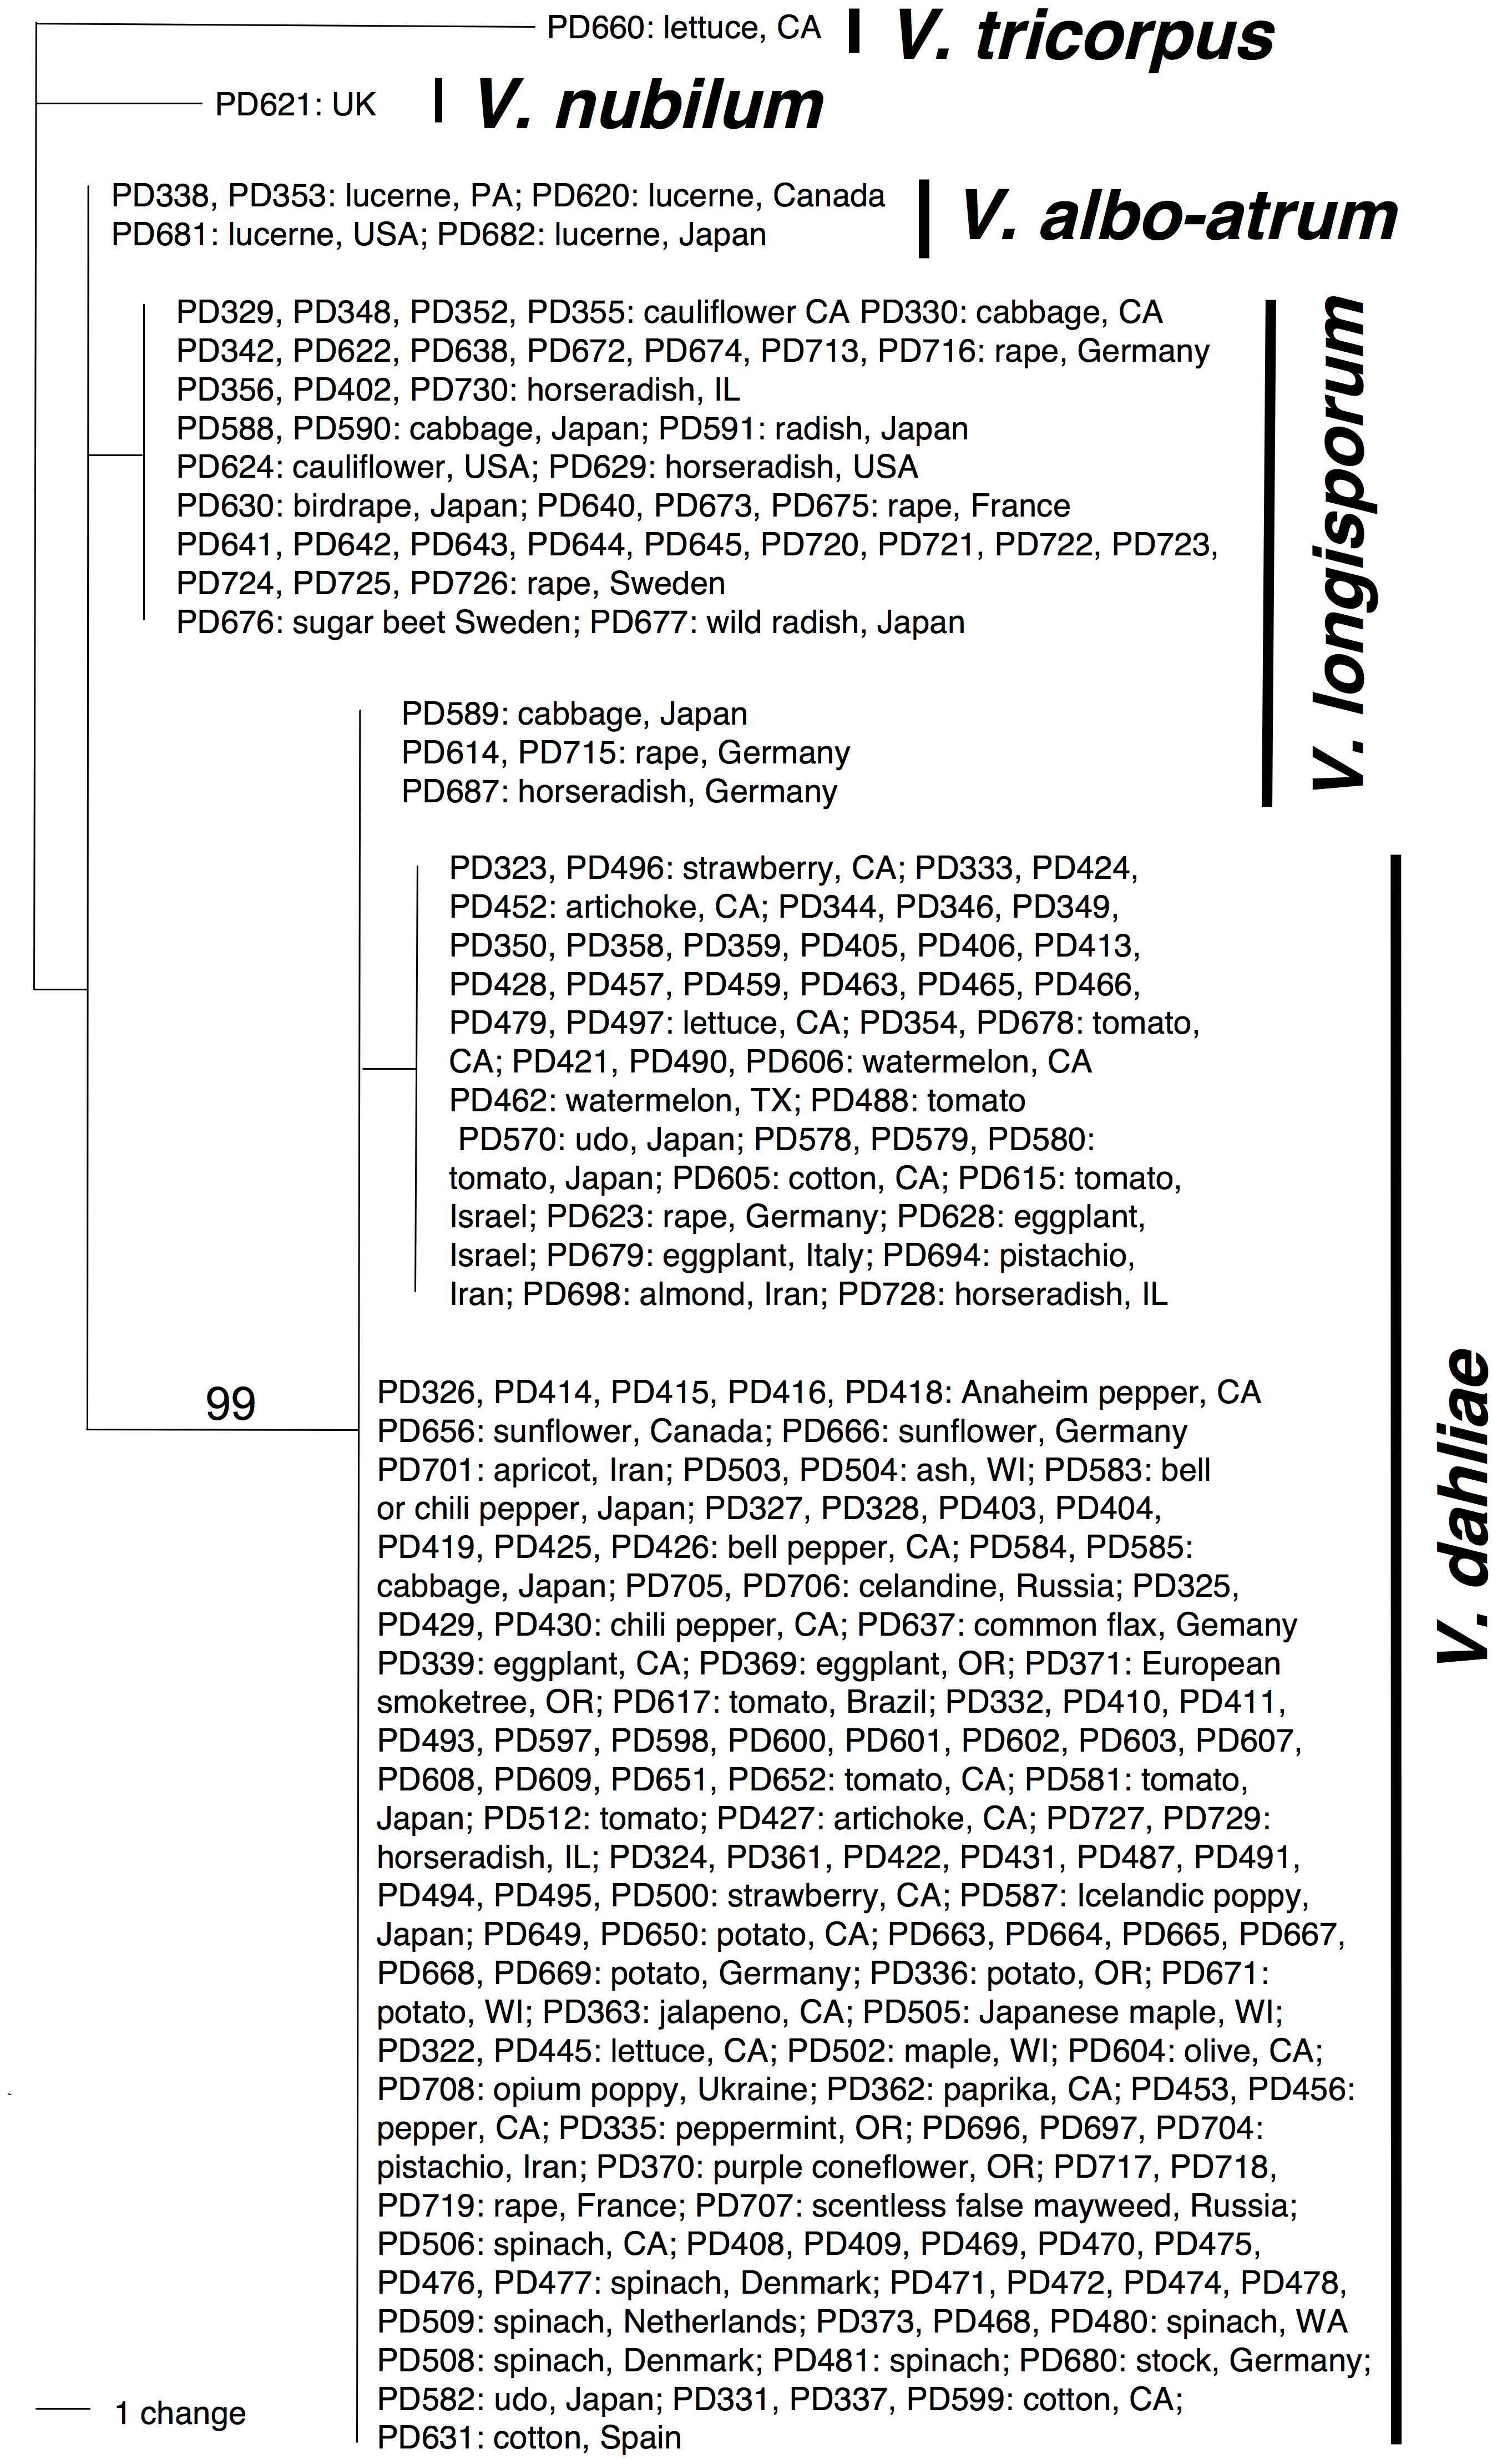 PD660: lettuce, CA
V. tricorpus
PD621: UK
V. nubilum
PD338, PD353: lucerne, PA; PD620: lucerne, Canada
PD681: lucerne, USA; PD682: lucerne, Japan
V. albo-atrum
PD329, PD348, PD352, PD355: cauliflower CA PD330: cabbage, CA
PD342, PD622, PD638, PD672, PD674, PD713, PD716: rape, Germany
PD356, PD402, PD730: horseradish, IL
PD588, PD590: cabbage, Japan; PD591: radish, Japan
PD624: cauliflower, USA; PD629: horseradish, USA
PD630: birdrape, Japan; PD640, PD673, PD675: rape, France
PD641, PD642, PD643, PD644, PD645, PD720, PD721, PD722, PD723,
PD724, PD725, PD726: rape, Sweden
PD676: sugar beet Sweden; PD677: wild radish, Japan
PD589: cabbage, Japan
PD614, PD715: rape, Germany
PD687: horseradish, Germany
V. longisporum
PD323, PD496: strawberry, CA; PD333, PD424,
PD452: artichoke, CA; PD344, PD346, PD349,
PD350, PD358, PD359, PD405, PD406, PD413,
PD428, PD457, PD459, PD463, PD465, PD466,
PD479, PD497: lettuce, CA; PD354, PD678: tomato,
CA; PD421, PD490, PD606: watermelon, CA
PD462: watermelon, TX; PD488: tomato
PD570: udo, Japan; PD578, PD579, PD580:
tomato, Japan; PD605: cotton, CA; PD615: tomato,
Israel; PD623: rape, Germany; PD628: eggplant,
Israel; PD679: eggplant, Italy; PD694: pistachio,
Iran; PD698: almond, Iran; PD728: horseradish, IL
99
PD326, PD414, PD415, PD416, PD418: Anaheim pepper, CA
PD656: sunflower, Canada; PD666: sunflower, Germany
PD701: apricot, Iran; PD503, PD504: ash, WI; PD583: bell
or chili pepper, Japan; PD327, PD328, PD403, PD404,
PD419, PD425, PD426: bell pepper, CA; PD584, PD585:
cabbage, Japan; PD705, PD706: celandine, Russia; PD325,
PD429, PD430: chili pepper, CA; PD637: common flax, Gemany
PD339: eggplant, CA; PD369: eggplant, OR; PD371: European
smoketree, OR; PD617: tomato, Brazil; PD332, PD410, PD411,
PD493, PD597, PD598, PD600, PD601, PD602, PD603, PD607,
PD608, PD609, PD651, PD652: tomato, CA; PD581: tomato,
Japan; PD512: tomato; PD427: artichoke, CA; PD727, PD729:
horseradish, IL; PD324, PD361, PD422, PD431, PD487, PD491,
PD494, PD495, PD500: strawberry, CA; PD587: Icelandic poppy,
Japan; PD649, PD650: potato, CA; PD663, PD664, PD665, PD667,
PD668, PD669: potato, Germany; PD336: potato, OR; PD671:
potato, WI; PD363: jalapeno, CA; PD505: Japanese maple, WI;
PD322, PD445: lettuce, CA; PD502: maple, WI; PD604: olive, CA;
PD708: opium poppy, Ukraine; PD362: paprika, CA; PD453, PD456:
pepper, CA; PD335: peppermint, OR; PD696, PD697, PD704:
pistachio, Iran; PD370: purple coneflower, OR; PD717, PD718,
PD719: rape, France; PD707: scentless false mayweed, Russia;
PD506: spinach, CA; PD408, PD409, PD469, PD470, PD475,
PD476, PD477: spinach, Denmark; PD471, PD472, PD474, PD478,
PD509: spinach, Netherlands; PD373, PD468, PD480: spinach, WA
PD508: spinach, Denmark; PD481: spinach; PD680: stock, Germany;
PD582: udo, Japan; PD331, PD337, PD599: cotton, CA;
PD631: cotton, Spain
V. dahliae
1 change